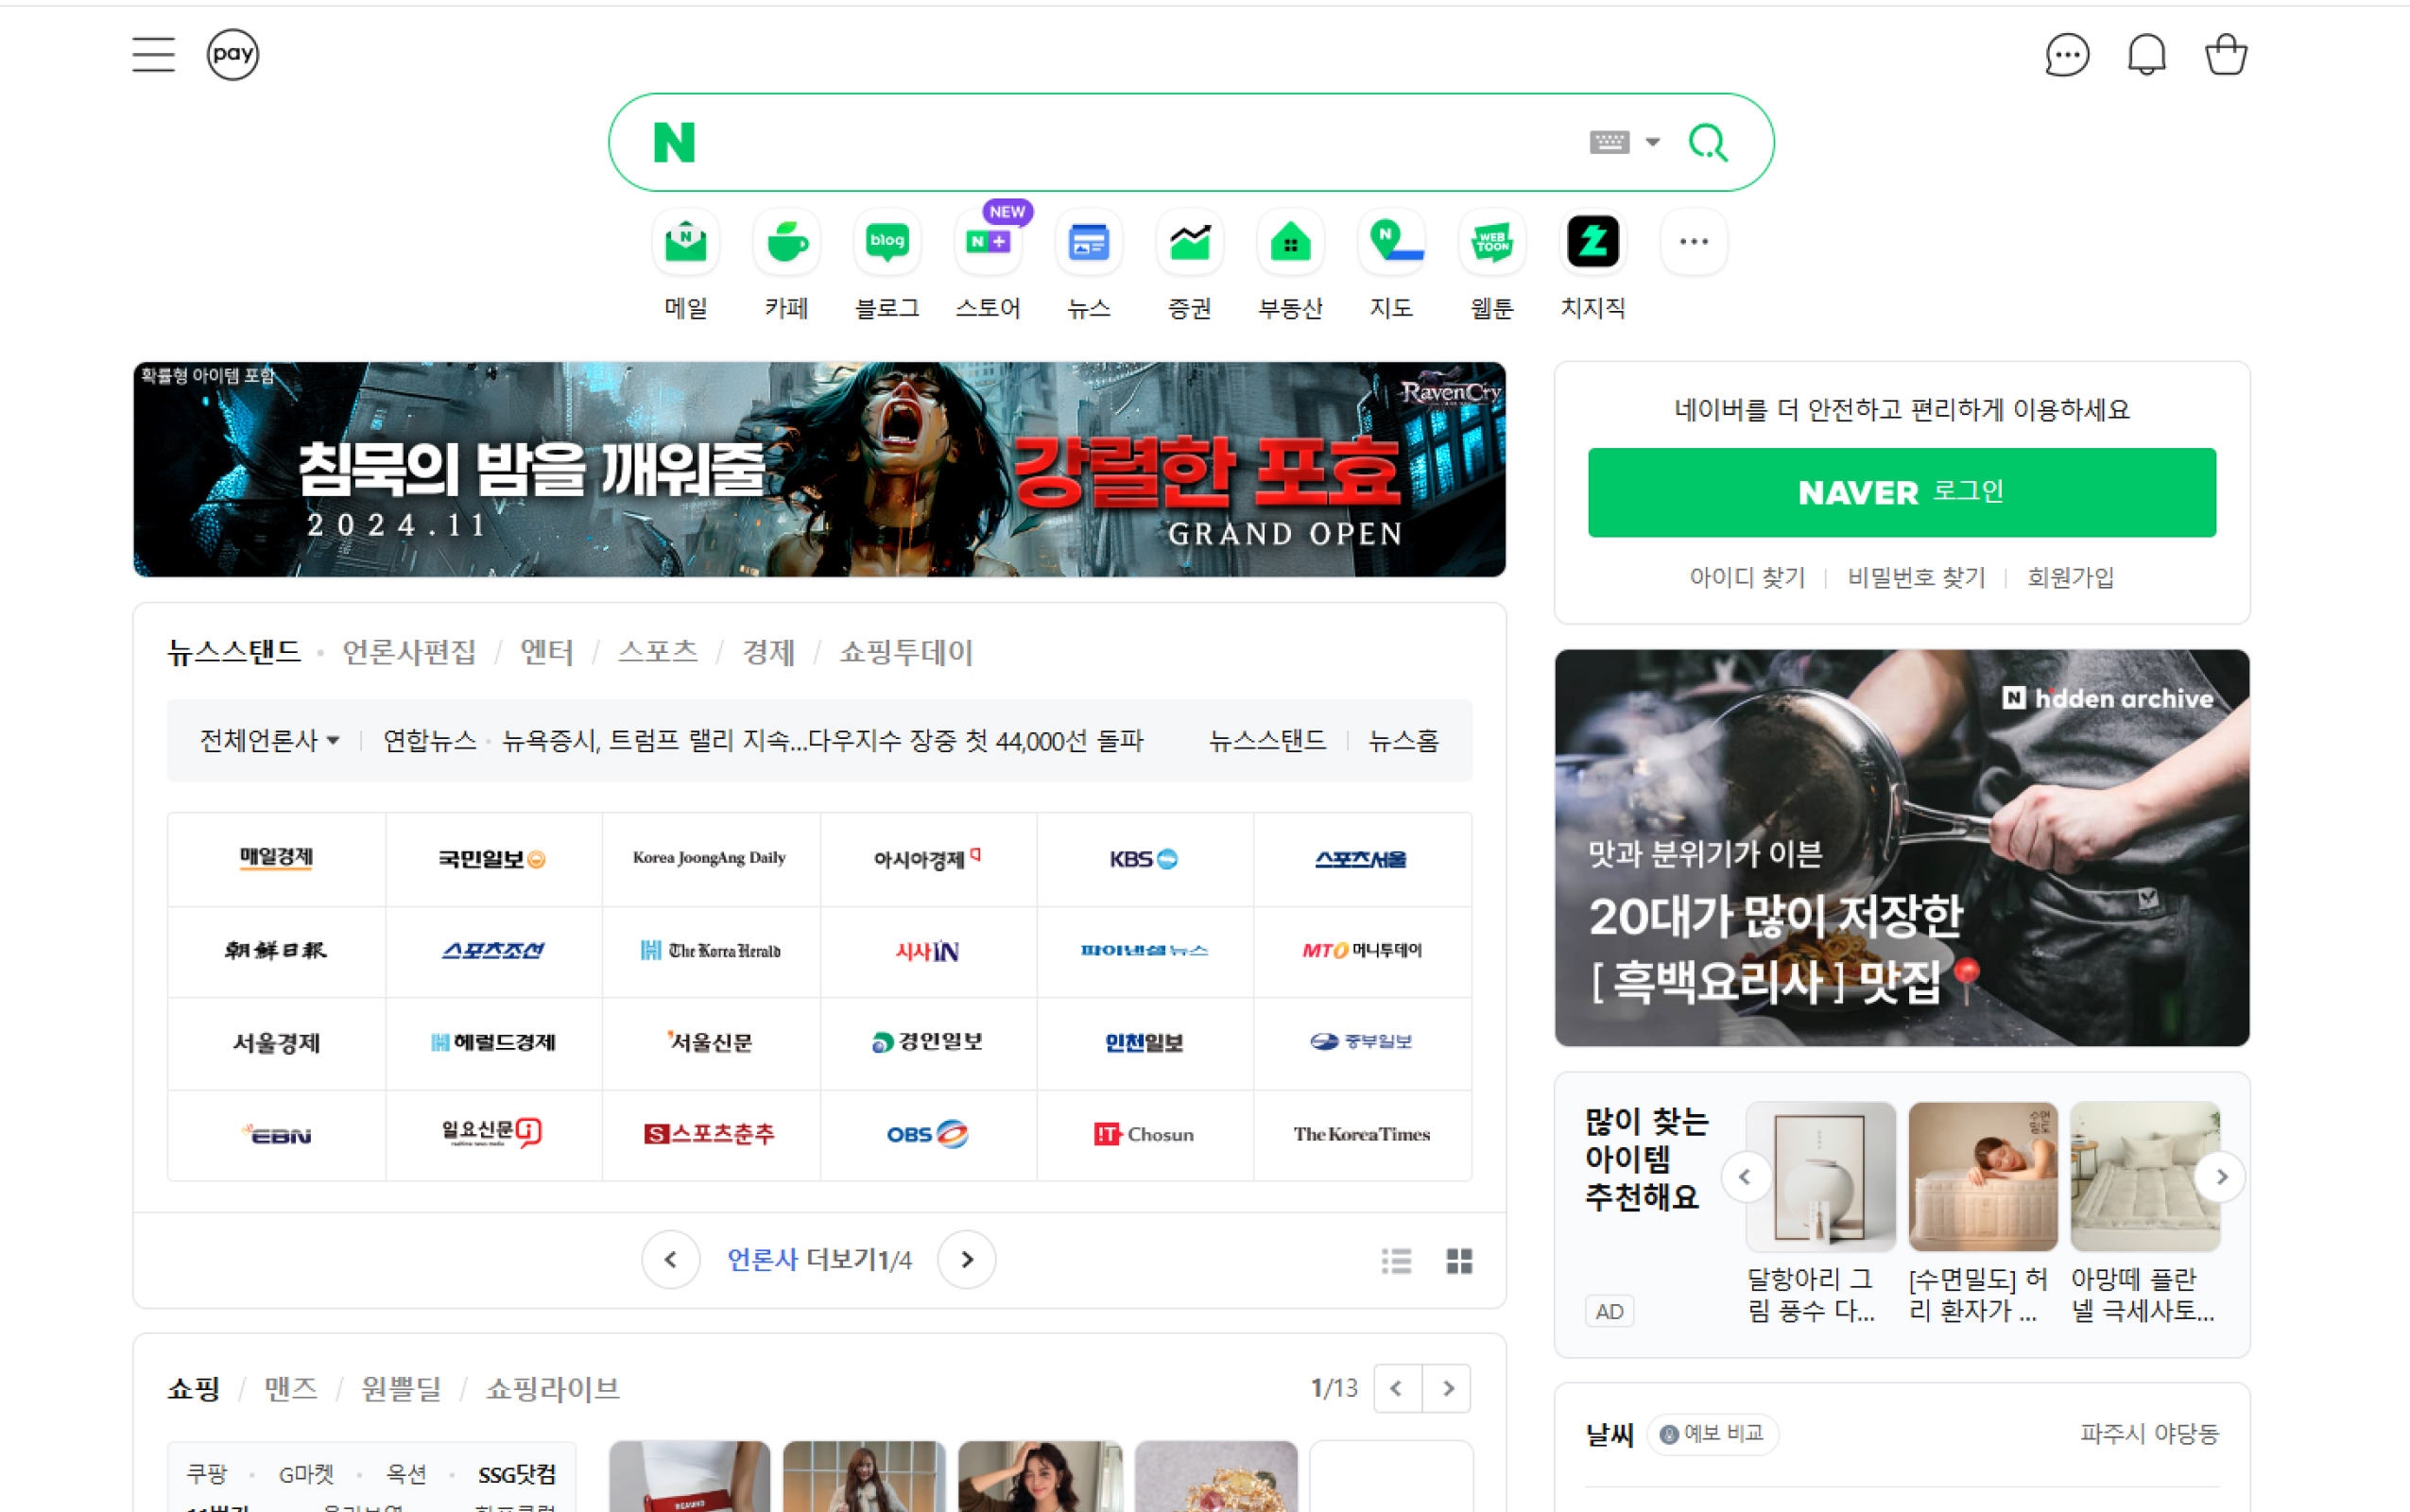 pay
N
NEW
N+
blog
WEB TOON
메일 카페 블로그 스토어 뉴스 증권 부동산 지도 웹툰 치지직
확률형 아이템 포함
RavenCry
침묵의 밤을 깨워줄
2024.11
강렬한 포효
GRAND OPEN
네이버를 더 안전하고 편리하게 이용하세요
NAVER 로그인
아이디 찾기 비밀번호 찾기 회원가입
뉴스스탠드 언론사편집 / 엔터 / 스포츠 / 경제 / 쇼핑투데이
전체언론사 연합뉴스 뉴욕증시, 트럼프 랠리 지속...다우지수 장중 첫 44,000선 돌파 뉴스스탠드 뉴스홈
매일경제 국민일보 Korea JoongAng Daily 아시아경제 KBS 스포츠서울
朝鮮日報 스포츠조선 The Korea Herald 시사IN 파이낸셜뉴스 MTO 머니투데이
서울경제 헤럴드경제 서울신문 경인일보 인천일보 중부일보
EBN 일요신문 스포츠춘추 OBS IT Chosun The Korea Times
언론사 더보기1/4
N hidden archive
맛과 분위기가 이븐
20대가 많이 저장한
[ 흑백요리사 ] 맛집
많이 찾는
아이템
추천해요
AD
달항아리 그
림 풍수 다...
[수면밀도] 허
리 환자가 ...
아망떼 플란
넬 극세사토...
쇼핑 / 맨즈 / 원쁠딜 / 쇼핑라이브
1/13
쿠팡 G마켓 옥션 SSG닷컴
날씨 예보 비교 파주시 야당동